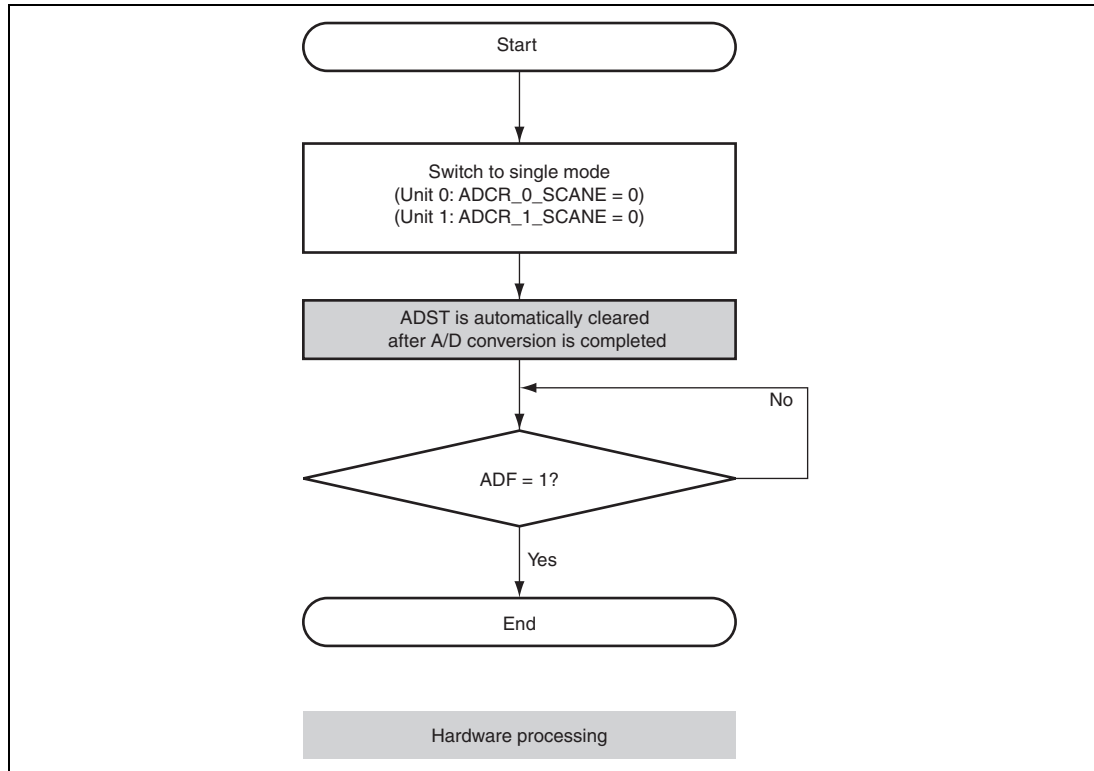 Start
Switch to single mode
(Unit 0: ADCR_0_SCANE = 0)
(Unit 1: ADCR_1_SCANE = 0)
ADST is automatically cleared
after A/D conversion is completed
No
ADF = 1?
Yes
End
Hardware processing